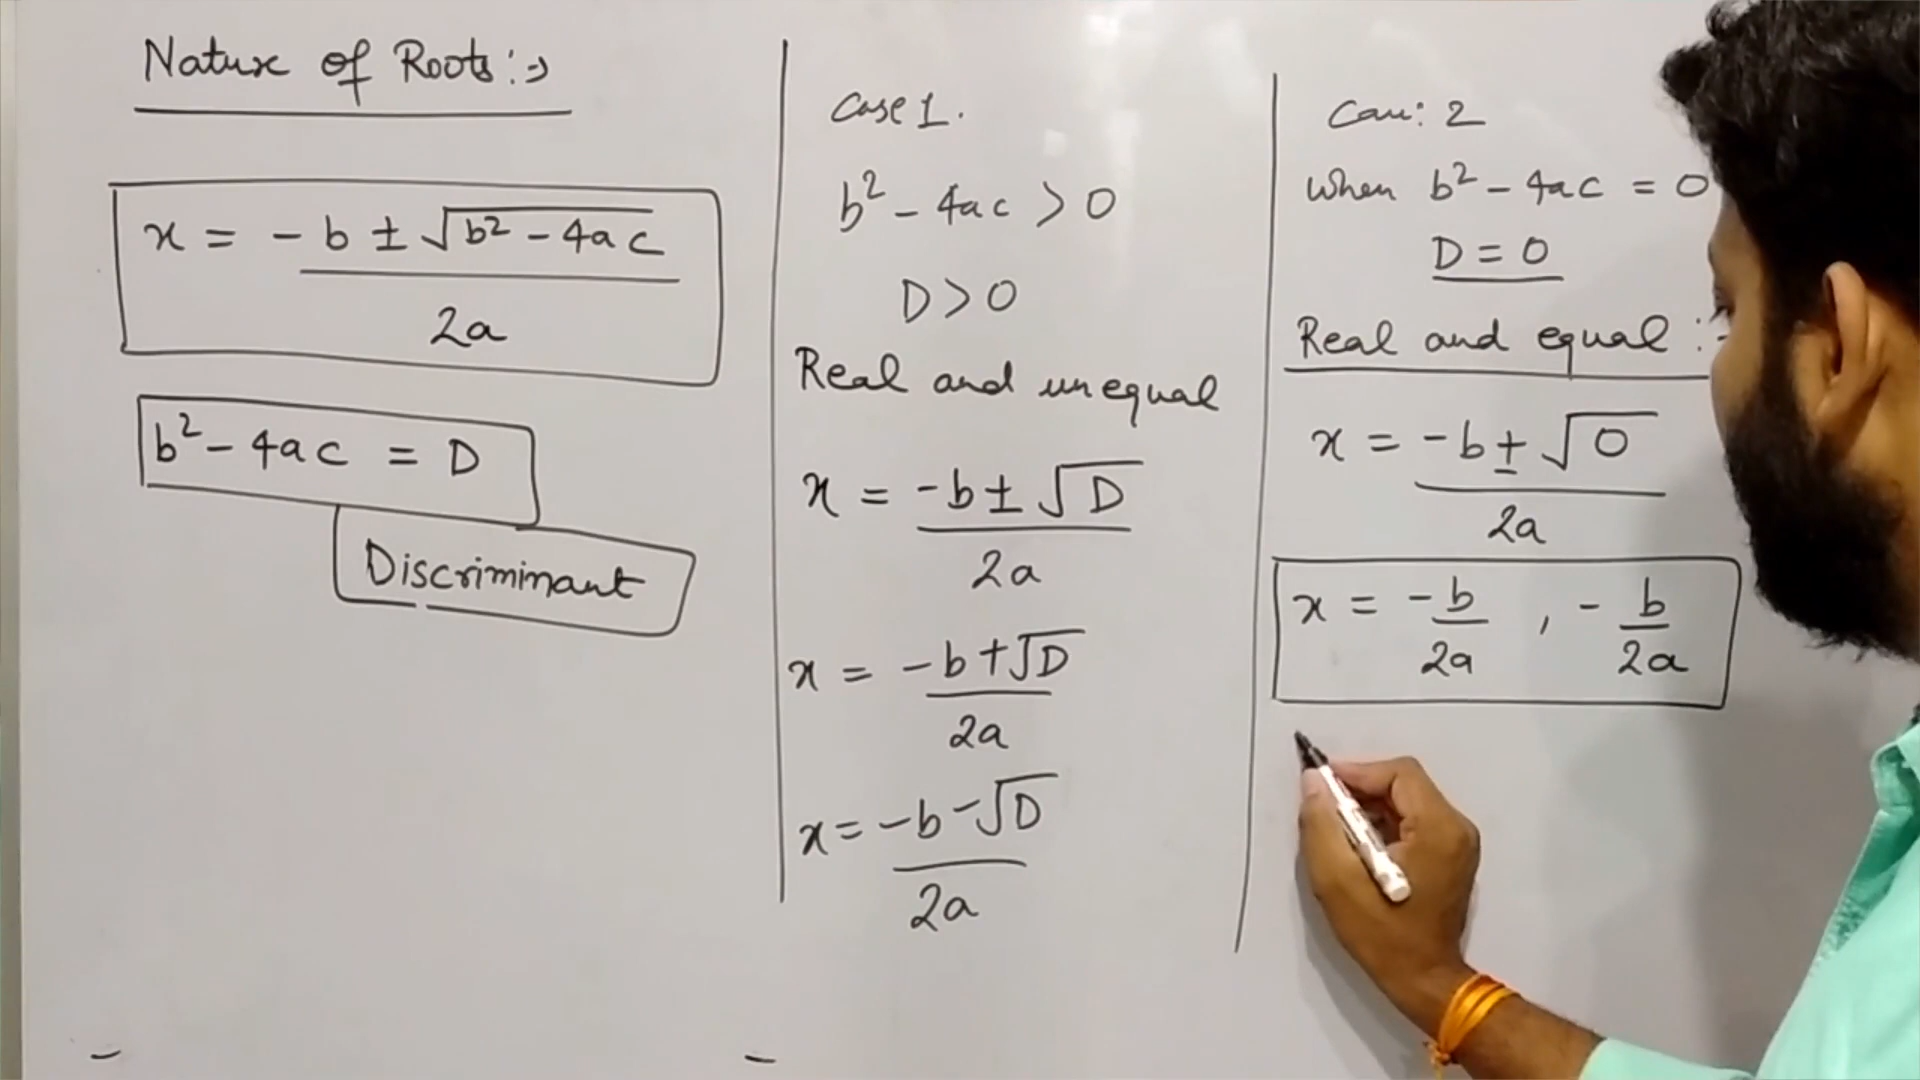 Nature of Roots :→
x = -b ± √b² - 4ac
2a
b² - 4ac = D
Discriminant
Case 1.
b² - 4ac > 0
D > 0
Real and unequal
x = -b ± √D
2a
x = -b + √D
2a
x = -b - √D
2a
Case: 2
when b² - 4ac = 0
D = 0
Real and equal :-
x = -b ± √0
2a
x = -b/2a , -b/2a